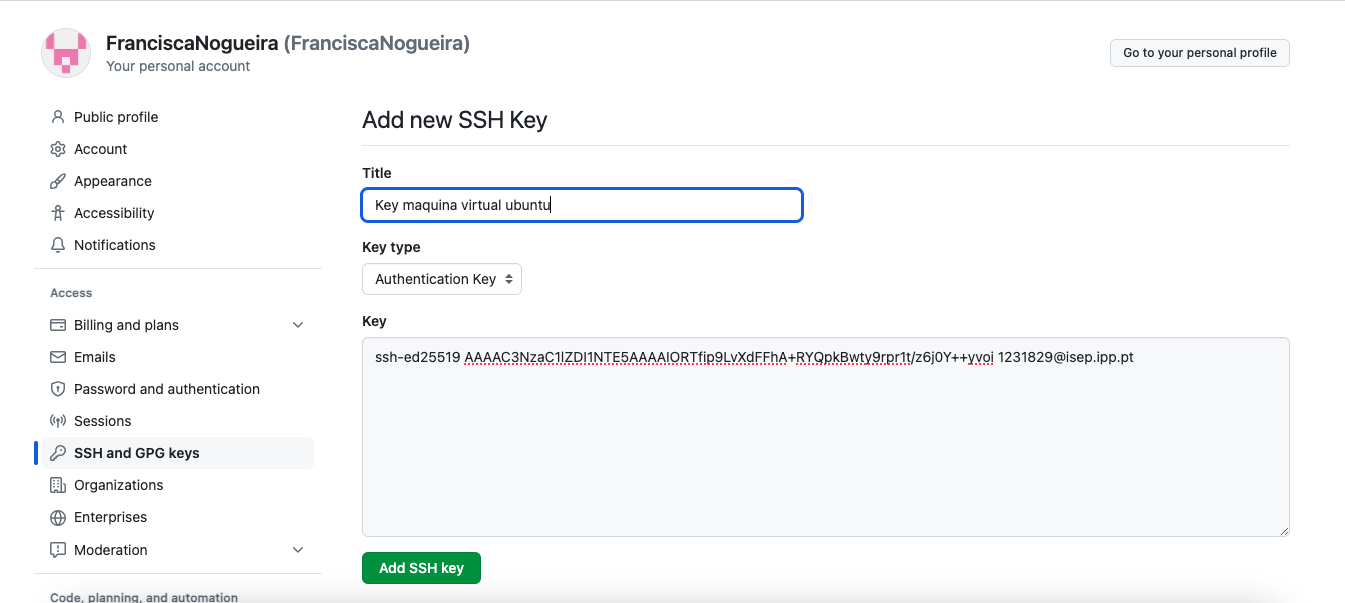 FranciscaNogueira (FranciscaNogueira)
Your personal account
Go to your personal profile
Public profile
Account
Appearance
Accessibility
Notifications
Access
Billing and plans
Emails
Password and authentication
Sessions
SSH and GPG keys
Organizations
Enterprises
Moderation
Code, planning, and automation
Add new SSH Key
Title
Key maquina virtual ubuntu
Key type
Authentication Key
Key
ssh-ed25519 AAAAC3NzaC1lZDI1NTE5AAAAIORTfip9LvXdFFhA+RYQpkBwty9rpr1t/z6j0Y++yvoi 1231829@isep.ipp.pt
Add SSH key